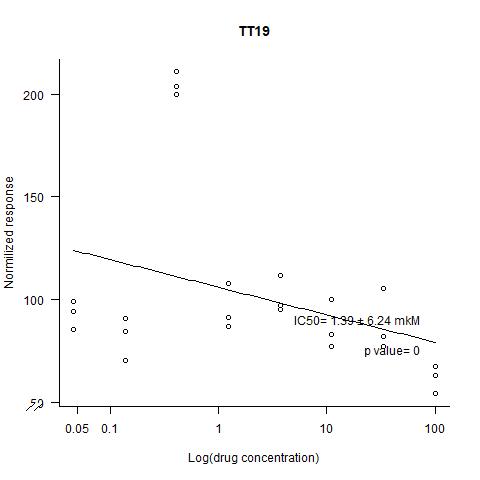 TT19
Normilized response
200
150
100
50
IC50= 1.39 ± 6.24 mkM
p value= 0
0.05 0.1 1 10 100
Log(drug concentration)